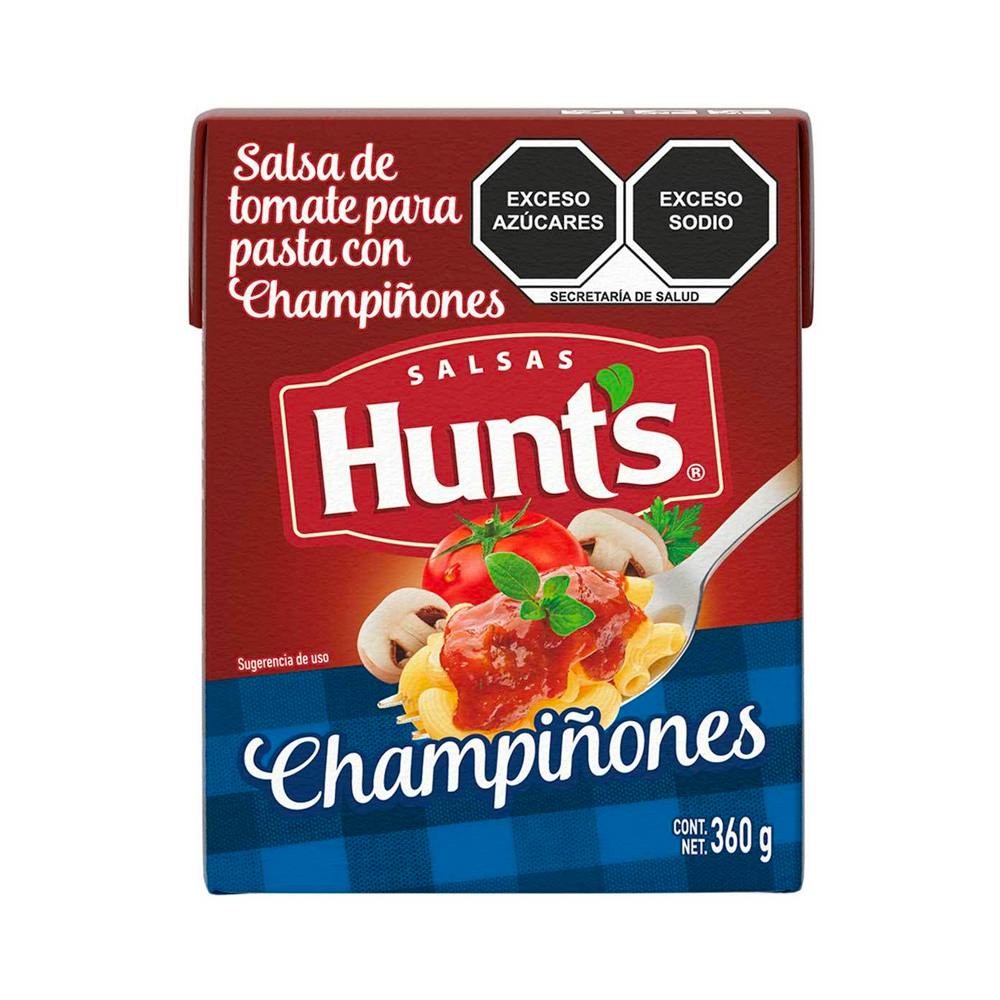 Salsa de
tomate para
pasta con
Champiñones
EXCESO
AZÚCARES
EXCESO
SODIO
SECRETARÍA DE SALUD
SALSAS
Hunt's®
Sugerencia de uso
Champiñones
CONT.
NET. 360 g